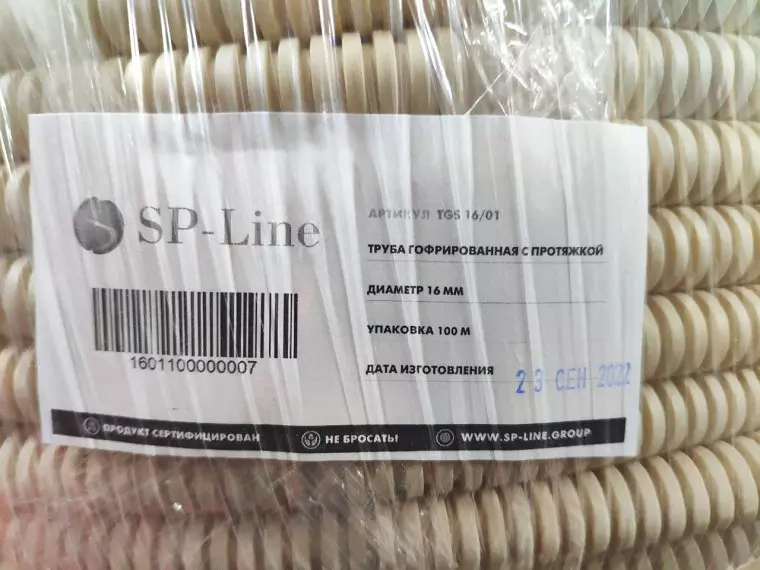 SP-Line
1601100000007
АРТИКУЛ TGS 16/01
ТРУБА ГОФРИРОВАННАЯ С ПРОТЯЖКОЙ
ДИАМЕТР 16 ММ
УПАКОВКА 100 М
ДАТА ИЗГОТОВЛЕНИЯ 23 СЕН 2022
ПРОДУКТ СЕРТИФИЦИРОВАН НЕ БРОСАТЬ! WWW.SP-LINE.GROUP